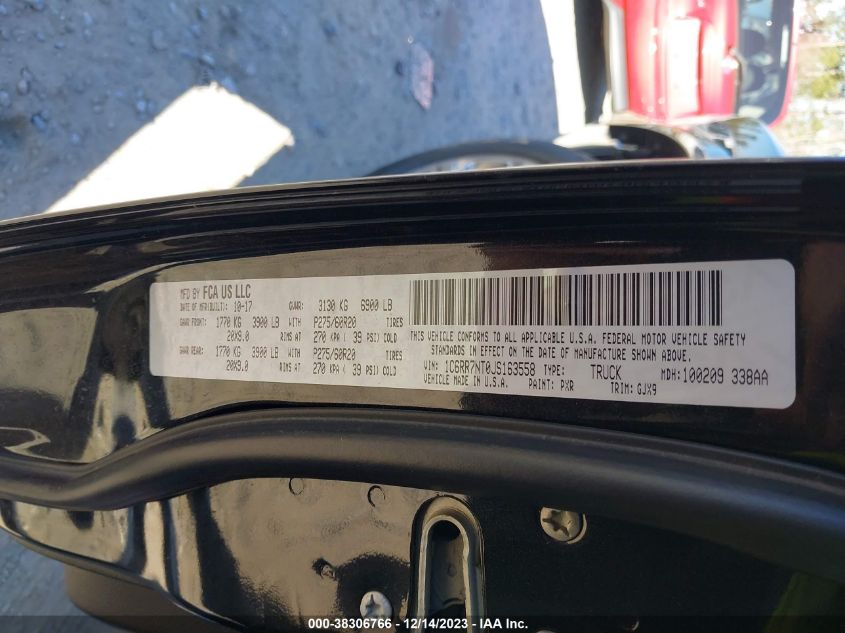 MFD BY FCA US LLC
DATE OF MFR(BUILT): 10-17 GVWR: 3130 KG 6900 LB
GAWR FRONT: 1770 KG 3900 LB WITH P275/60R20 TIRES
20X9.0 RIMS AT 270 KPA ( 39 PSI) COLD
GAWR REAR: 1770 KG 3900 LB WITH P275/60R20 TIRES
20X9.0 RIMS AT 270 KPA ( 39 PSI) COLD
THIS VEHICLE CONFORMS TO ALL APPLICABLE U.S.A. FEDERAL MOTOR VEHICLE SAFETY
STANDARDS IN EFFECT ON THE DATE OF MANUFACTURE SHOWN ABOVE.
VIN: 1C6RR7NT0JS163558 TYPE: TRUCK MDH: 100209 338AA
VEHICLE MADE IN U.S.A. PAINT: PXR TRIM: GJX9
000-38306766 - 12/14/2023 - IAA Inc.